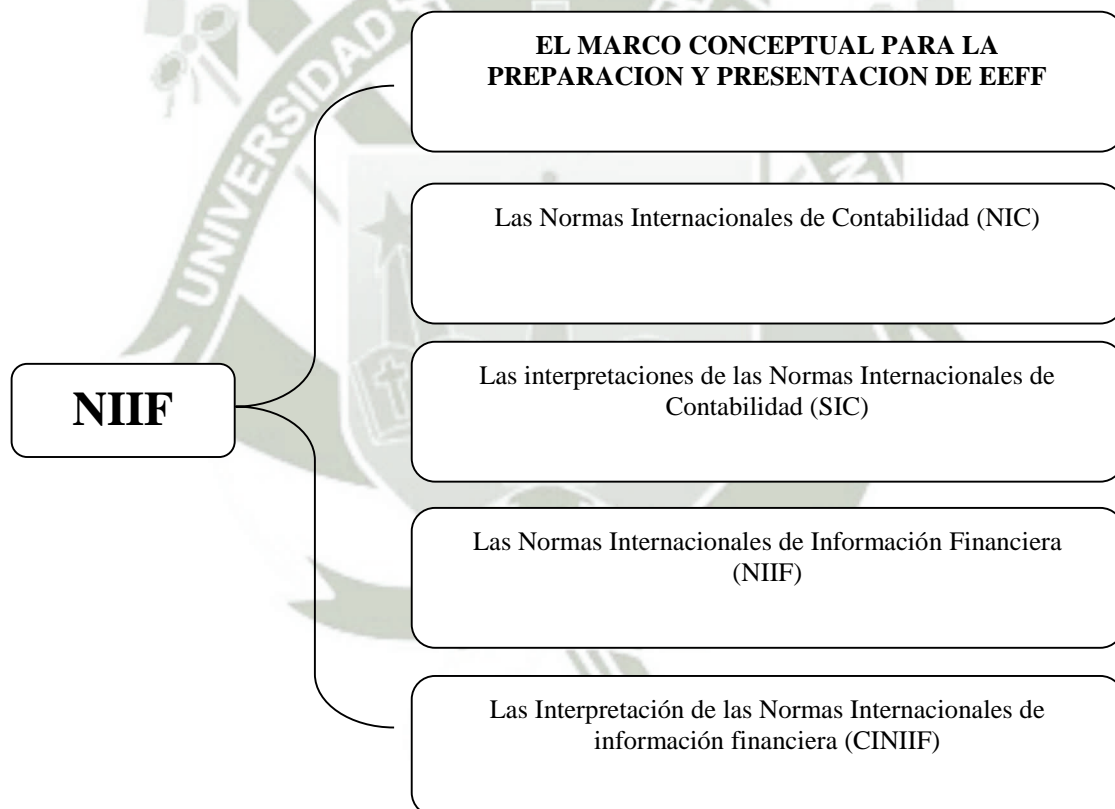 EL MARCO CONCEPTUAL PARA LA
PREPARACION Y PRESENTACION DE EEFF
Las Normas Internacionales de Contabilidad (NIC)
Las interpretaciones de las Normas Internacionales de
Contabilidad (SIC)
NIIF
Las Normas Internacionales de Información Financiera
(NIIF)
Las Interpretación de las Normas Internacionales de
información financiera (CINIIF)
UNIVERSIDAD